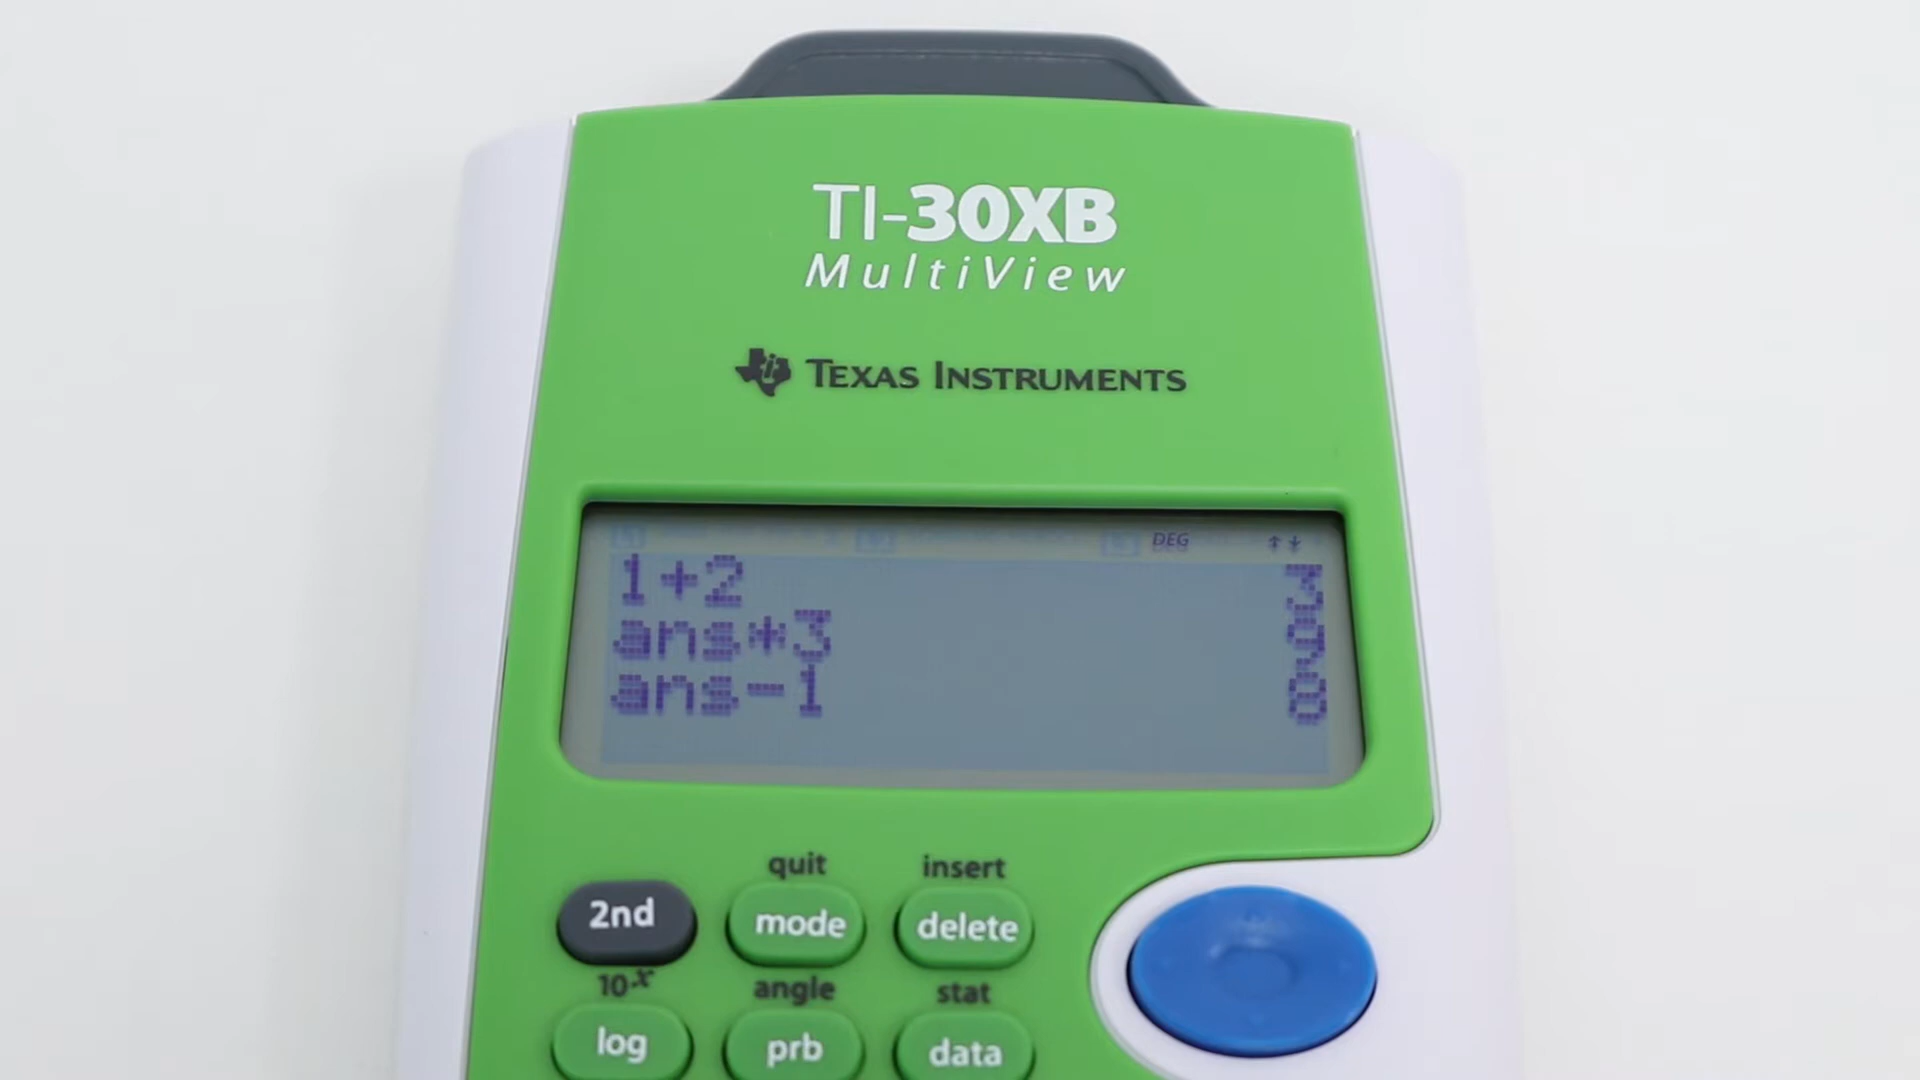 TI-30XB
MultiView
TEXAS INSTRUMENTS
DEG
1+2 3
ans*3 9
ans-1 8
quit insert
2nd mode delete
10ˣ angle stat
log prb data